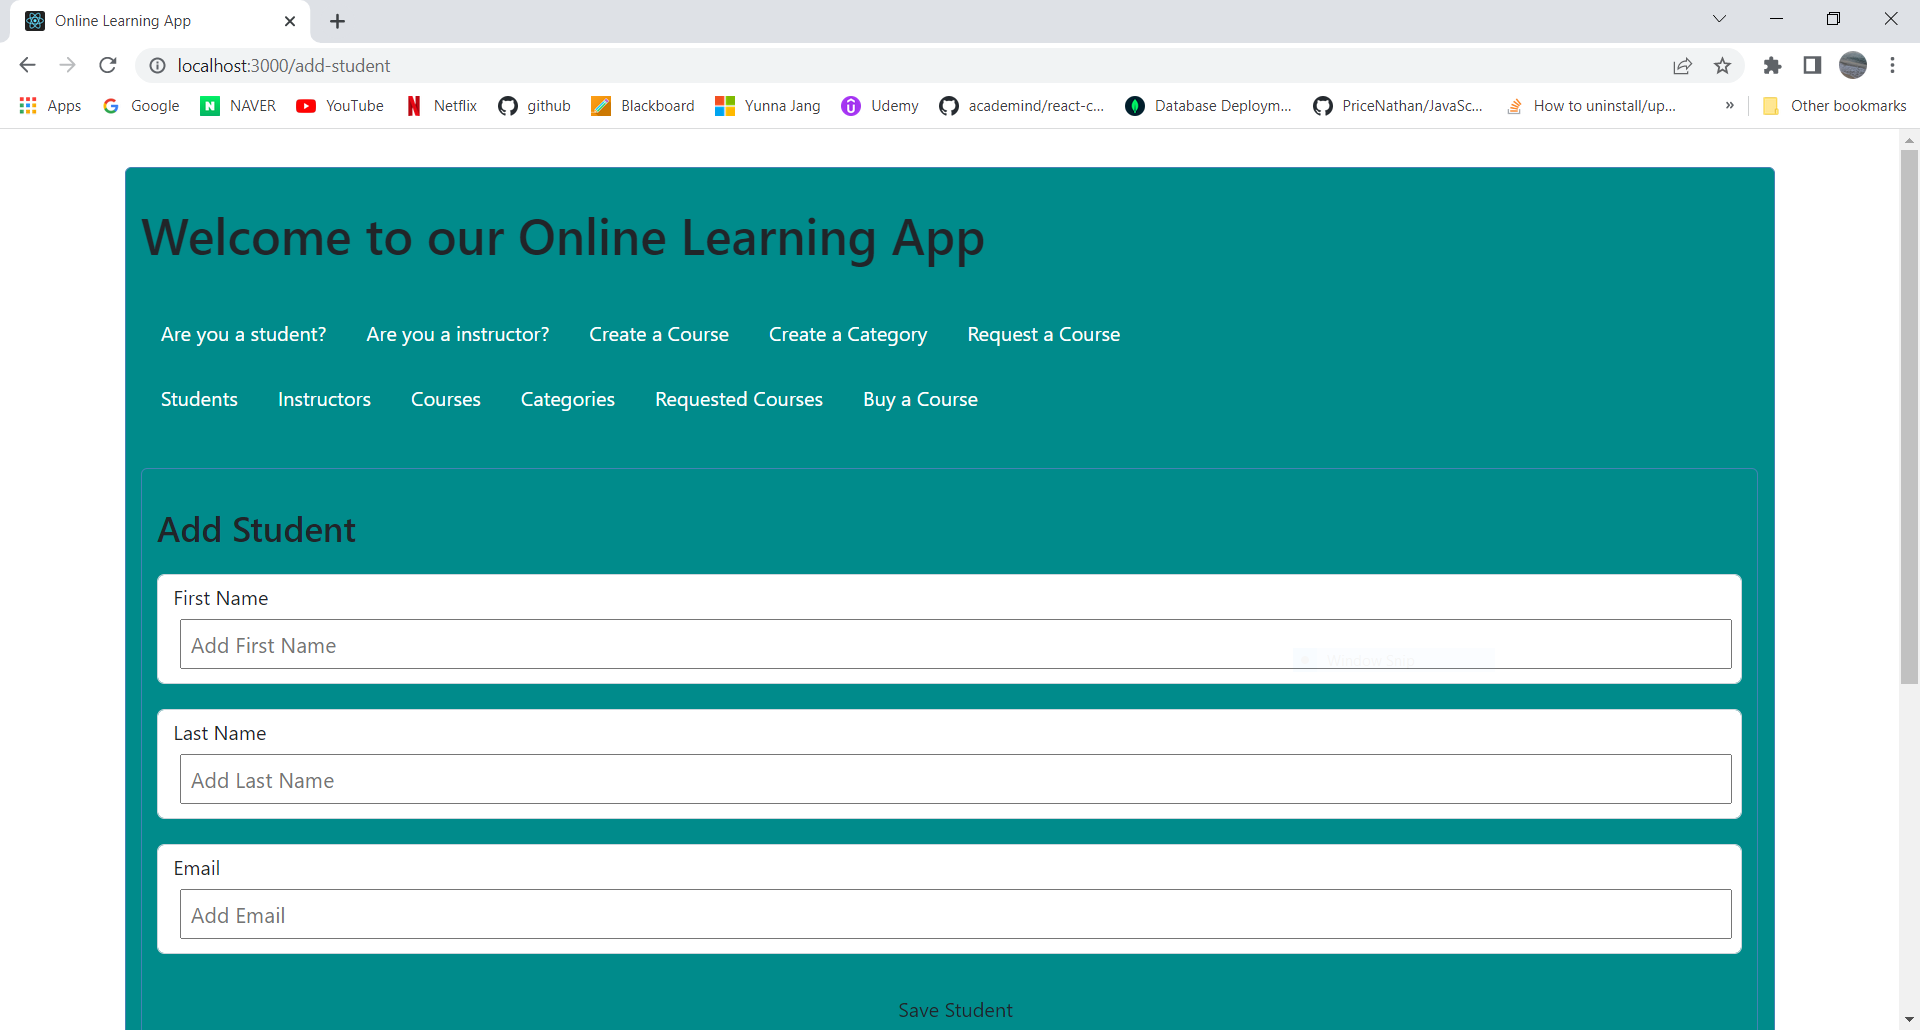 Online Learning App
localhost:3000/add-student
Apps Google NAVER YouTube Netflix github Blackboard Yunna Jang Udemy academind/react-c... Database Deploym... PriceNathan/JavaSc... How to uninstall/up... » Other bookmarks
Welcome to our Online Learning App
Are you a student? Are you a instructor? Create a Course Create a Category Request a Course
Students Instructors Courses Categories Requested Courses Buy a Course
Add Student
First Name
Add First Name
Window Snip
Last Name
Add Last Name
Email
Add Email
Save Student